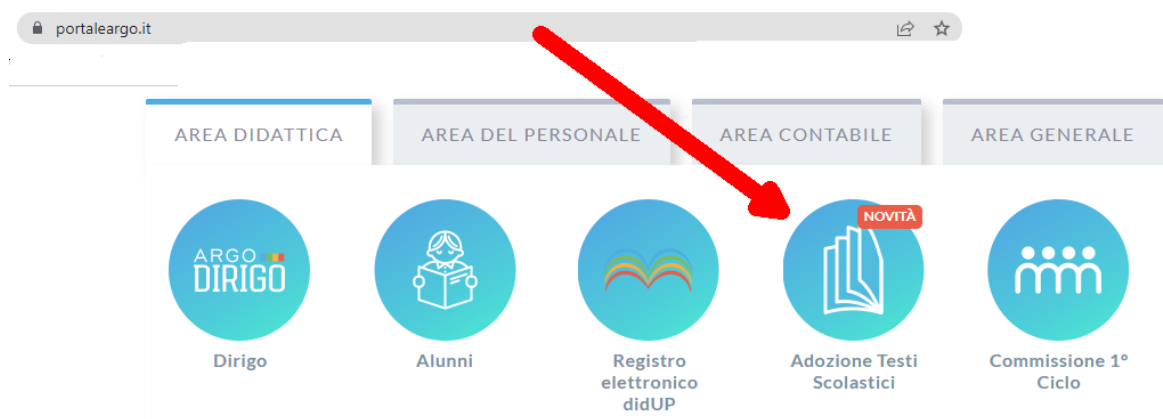 portaleargo.it
AREA DIDATTICA
AREA DEL PERSONALE
AREA CONTABILE
AREA GENERALE
NOVITÀ
ARGO
DIRIGO
Dirigo
Alunni
Registro
elettronico
didUP
Adozione Testi
Scolastici
Commissione 1°
Ciclo